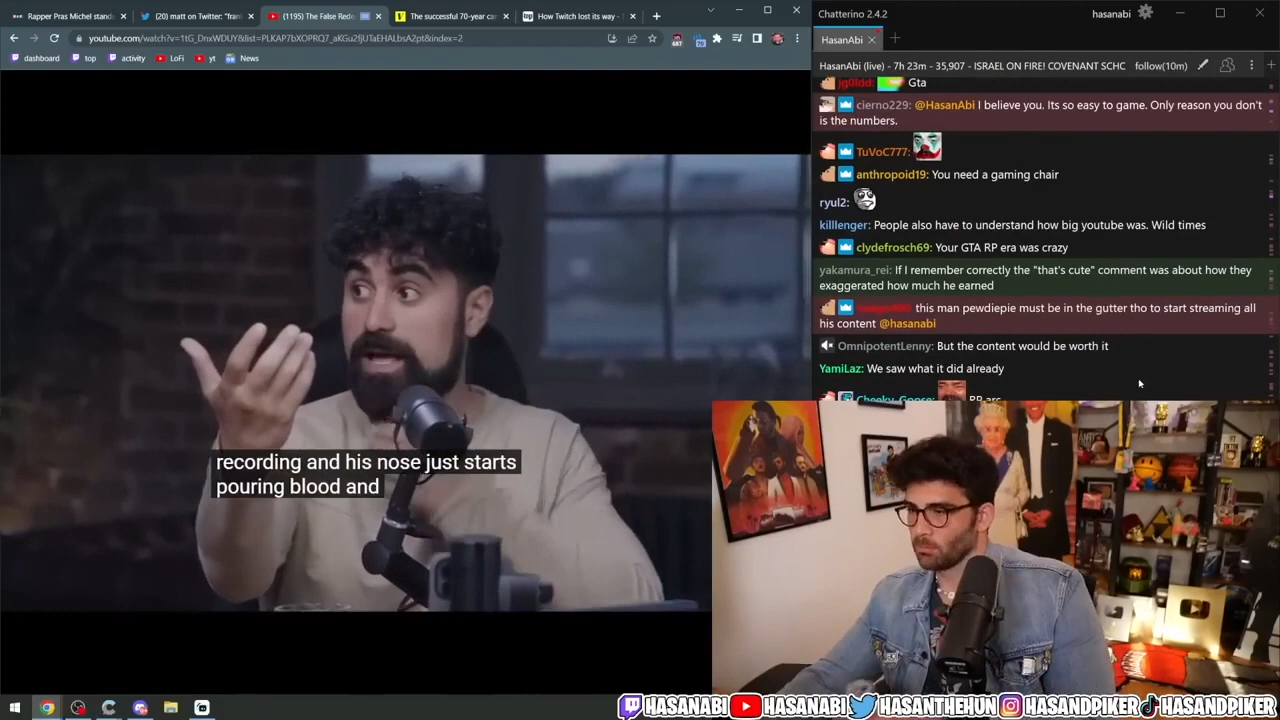 Rapper Pras Michel stands
(20) matt on Twitter: "fran
(1195) The False Rede
The successful 70-year ca
How Twitch lost its way -
youtube.com/watch?v=1tG_DnxWDUY&list=PLKAP7bXOPRQ7_aKGu2fjUTaEHALbsA2pt&index=2
dashboard
top
activity
LoFi
yt
News
recording and his nose just starts
pouring blood and
Chatterino 2.4.2
hasanabi
HasanAbi
HasanAbi (live) - 7h 23m - 35,907 - ISRAEL ON FIRE! COVENANT SCHC
follow(10m)
Gta
cierno229: @HasanAbi I believe you. Its so easy to game. Only reason you don't
is the numbers.
TuVoC777:
anthropoid19: You need a gaming chair
ryul2:
killlenger: People also have to understand how big youtube was. Wild times
clydefrosch69: Your GTA RP era was crazy
yakamura_rei: If I remember correctly the "that's cute" comment was about how they
exaggerated how much he earned
this man pewdiepie must be in the gutter tho to start streaming all
his content @hasanabi
OmnipotentLenny: But the content would be worth it
YamiLaz: We saw what it did already
Cheeky_Goose: RP arc
HASANABI
HASANABI
HASANTHEHUN
HASANDPIKER
HASANDPIKER